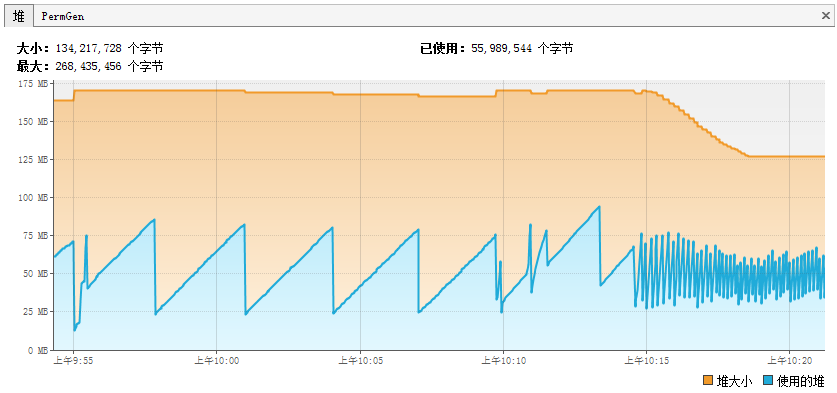 堆 PermGen
大小: 134,217,728 个字节 已使用: 55,989,544 个字节
最大: 268,435,456 个字节
175 MB
150 MB
125 MB
100 MB
75 MB
50 MB
25 MB
0 MB
上午9:55 上午10:00 上午10:05 上午10:10 上午10:15 上午10:20
堆大小 使用的堆